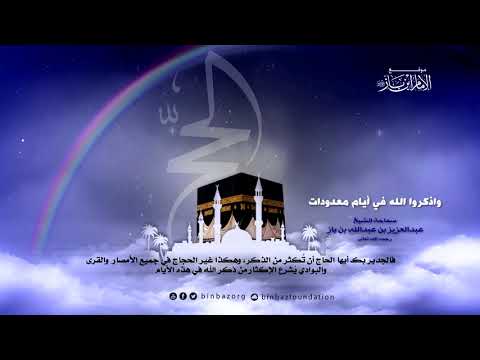 موقع
الإمام ابن باز
حج
واذكروا الله في أيام معدودات
سماحة الشيخ
عبدالعزيز بن عبدالله بن باز
رحمه الله تعالى
فالجدير بك أيها الحاج أن تكثر من الذكر، وهكذا غير الحجاج في جميع الأمصار والقرى
والبوادي يشرع الإكثار من ذكر الله في هذه الأيام
binbazorg binbazfoundation